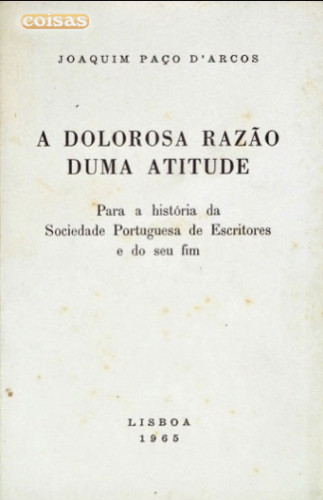 coisas
JOAQUIM PAÇO D'ARCOS
A DOLOROSA RAZÃO
DUMA ATITUDE
Para a história da
Sociedade Portuguesa de Escritores
e do seu fim
LISBOA
1965